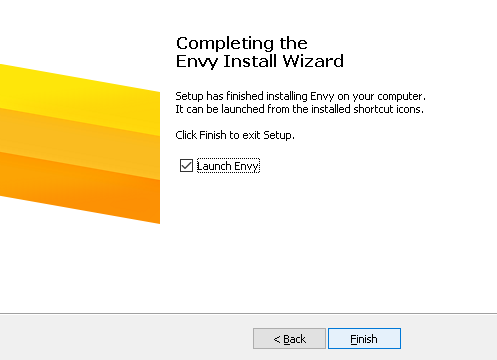 Completing the
Envy Install Wizard
Setup has finished installing Envy on your computer.
It can be launched from the installed shortcut icons.
Click Finish to exit Setup.
Launch Envy
< Back
Finish